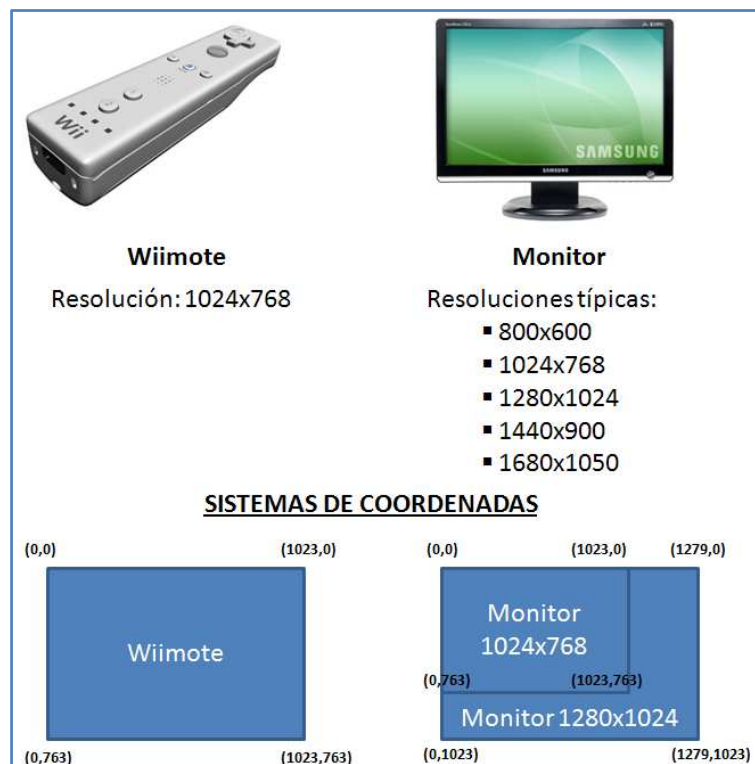 Wii
SAMSUNG
SAMSUNG
Wiimote
Resolución: 1024x768
Monitor
Resoluciones típicas:
▪ 800x600
▪ 1024x768
▪ 1280x1024
▪ 1440x900
▪ 1680x1050
SISTEMAS DE COORDENADAS
(0,0) (1023,0)
Wiimote
(0,763) (1023,763)
(0,0) (1023,0) (1279,0)
Monitor
1024x768
(0,763) (1023,763)
Monitor 1280x1024
(0,1023) (1279,1023)